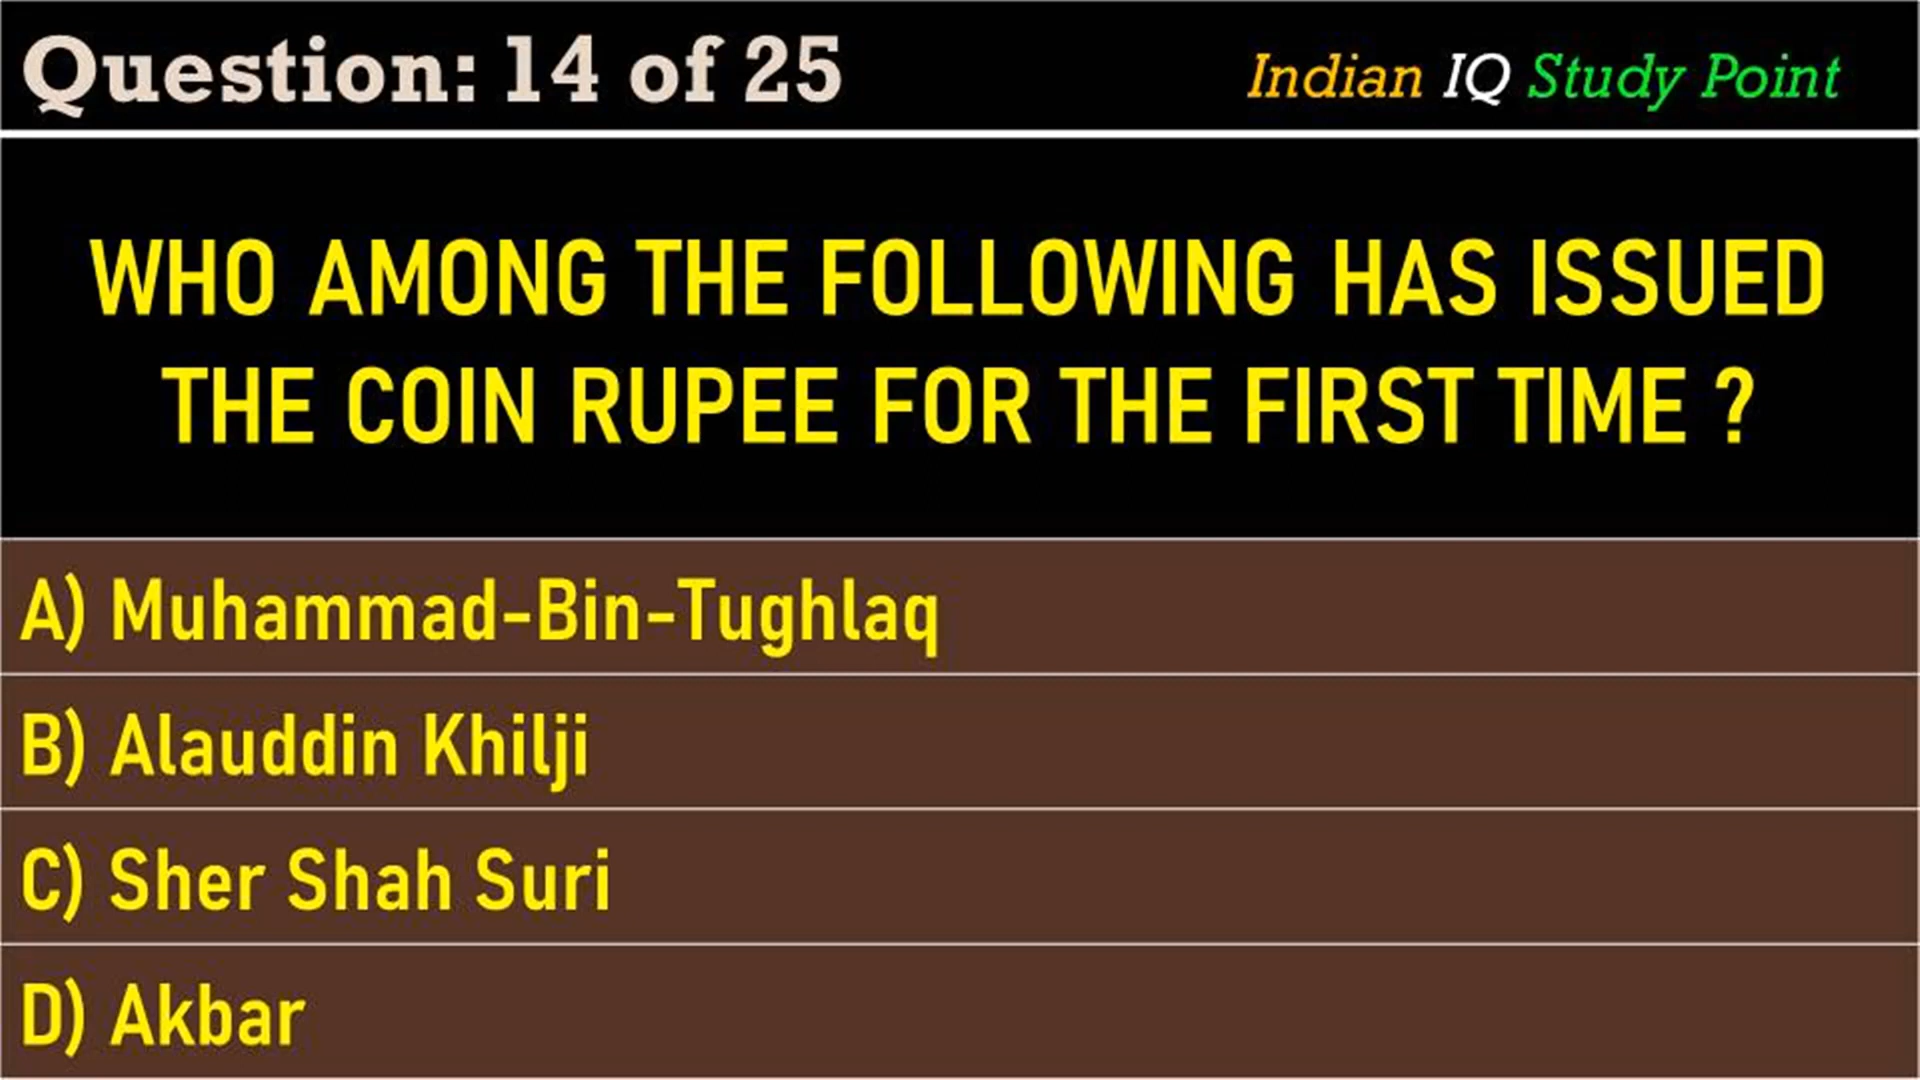 Question: 14 of 25
Indian IQ Study Point
WHO AMONG THE FOLLOWING HAS ISSUED
THE COIN RUPEE FOR THE FIRST TIME ?
A) Muhammad-Bin-Tughlaq
B) Alauddin Khilji
C) Sher Shah Suri
D) Akbar